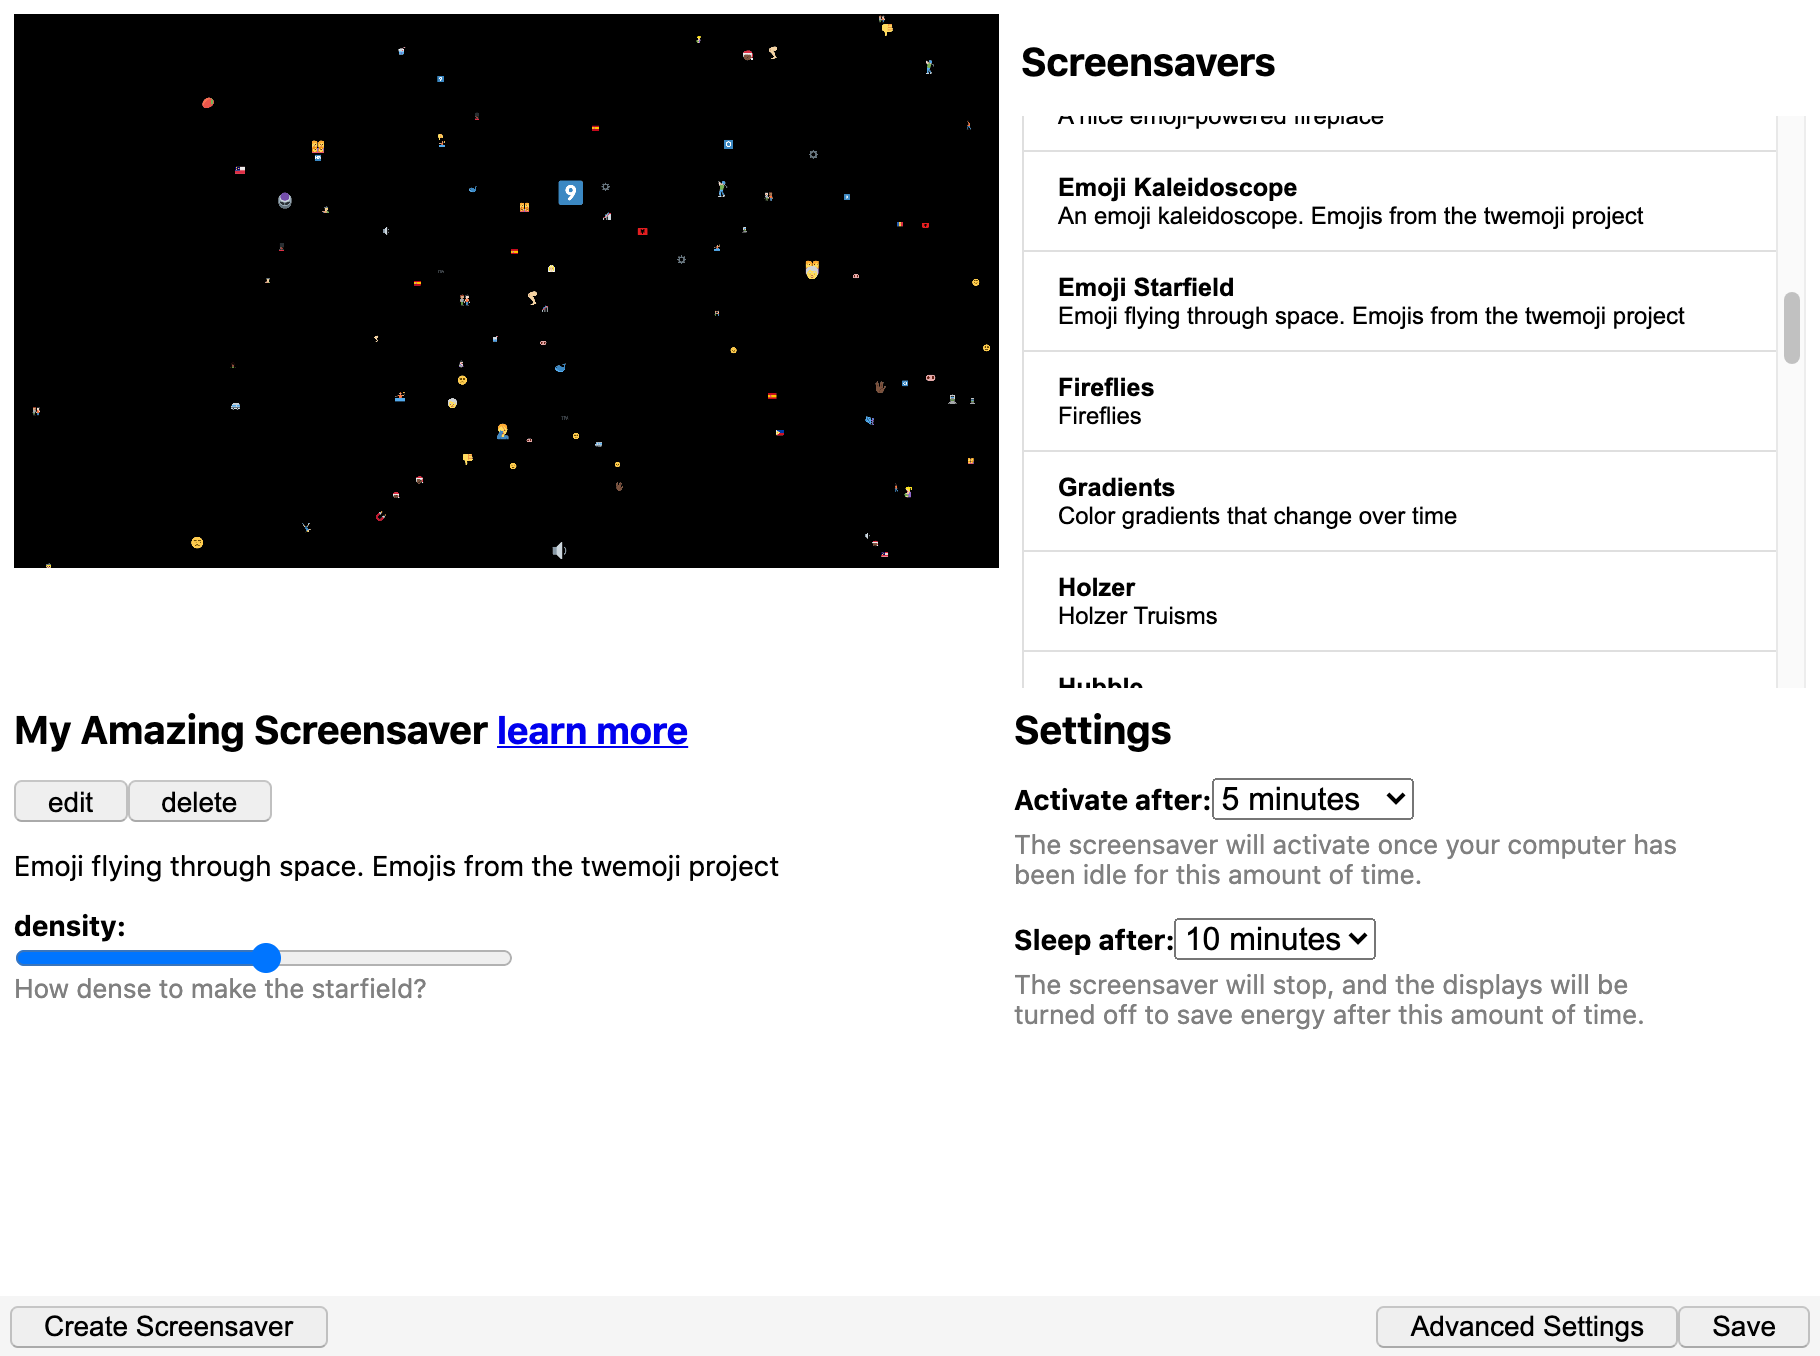 9
Screensavers
A nice emoji-powered fireplace
Emoji Kaleidoscope
An emoji kaleidoscope. Emojis from the twemoji project
Emoji Starfield
Emoji flying through space. Emojis from the twemoji project
Fireflies
Fireflies
Gradients
Color gradients that change over time
Holzer
Holzer Truisms
Hubble
My Amazing Screensaver learn more
edit delete
Emoji flying through space. Emojis from the twemoji project
density:
How dense to make the starfield?
Settings
Activate after: 5 minutes
The screensaver will activate once your computer has
been idle for this amount of time.
Sleep after: 10 minutes
The screensaver will stop, and the displays will be
turned off to save energy after this amount of time.
Create Screensaver
Advanced Settings Save